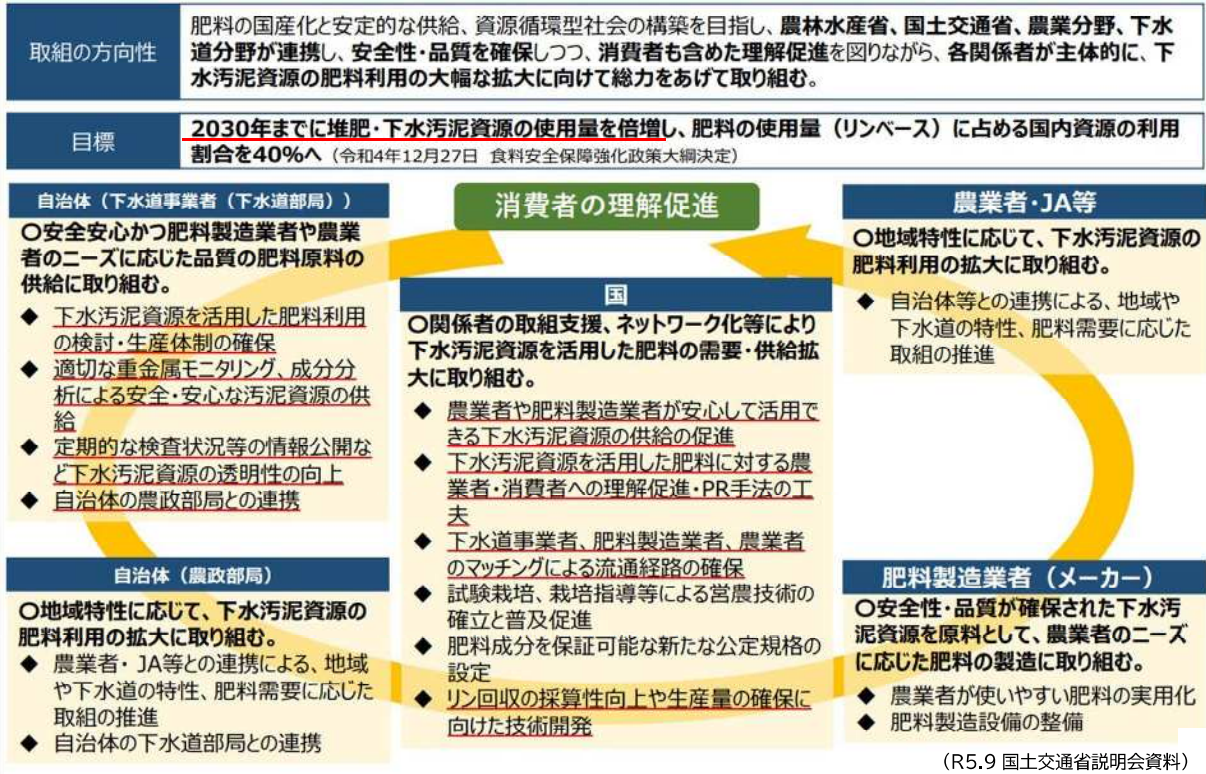 取組の方向性
肥料の国産化と安定的な供給、資源循環型社会の構築を目指し、農林水産省、国土交通省、農業分野、下水
道分野が連携し、安全性・品質を確保しつつ、消費者も含めた理解促進を図りながら、各関係者が主体的に、下
水汚泥資源の肥料利用の大幅な拡大に向けて総力をあげて取り組む。
目標
2030年までに堆肥・下水汚泥資源の使用量を倍増し、肥料の使用量（リンベース）に占める国内資源の利用
割合を40%へ（令和4年12月27日 食料安全保障強化政策大綱決定）
自治体（下水道事業者（下水道部局））
〇安全安心かつ肥料製造業者や農業
者のニーズに応じた品質の肥料原料の
供給に取り組む。
◆ 下水汚泥資源を活用した肥料利用
の検討・生産体制の確保
◆ 適切な重金属モニタリング、成分分
析による安全・安心な汚泥資源の供
給
◆ 定期的な検査状況等の情報公開な
ど下水汚泥資源の透明性の向上
◆ 自治体の農政部局との連携
自治体（農政部局）
〇地域特性に応じて、下水汚泥資源の
肥料利用の拡大に取り組む。
◆ 農業者・JA等との連携による、地域
や下水道の特性、肥料需要に応じた
取組の推進
◆ 自治体の下水道部局との連携
消費者の理解促進
国
〇関係者の取組支援、ネットワーク化等により
下水汚泥資源を活用した肥料の需要・供給拡
大に取り組む。
◆ 農業者や肥料製造業者が安心して活用で
きる下水汚泥資源の供給の促進
◆ 下水汚泥資源を活用した肥料に対する農
業者・消費者への理解促進・PR手法の工
夫
◆ 下水道事業者、肥料製造業者、農業者
のマッチングによる流通経路の確保
◆ 試験栽培、栽培指導等による営農技術の
確立と普及促進
◆ 肥料成分を保証可能な新たな公定規格の
設定
◆ リン回収の採算性向上や生産量の確保に
向けた技術開発
農業者・JA等
〇地域特性に応じて、下水汚泥資源の
肥料利用の拡大に取り組む。
◆ 自治体等との連携による、地域や
下水道の特性、肥料需要に応じた
取組の推進
肥料製造業者（メーカー）
〇安全性・品質が確保された下水汚
泥資源を原料として、農業者のニーズ
に応じた肥料の製造に取り組む。
◆ 農業者が使いやすい肥料の実用化
◆ 肥料製造設備の整備
（R5.9 国土交通省説明会資料）